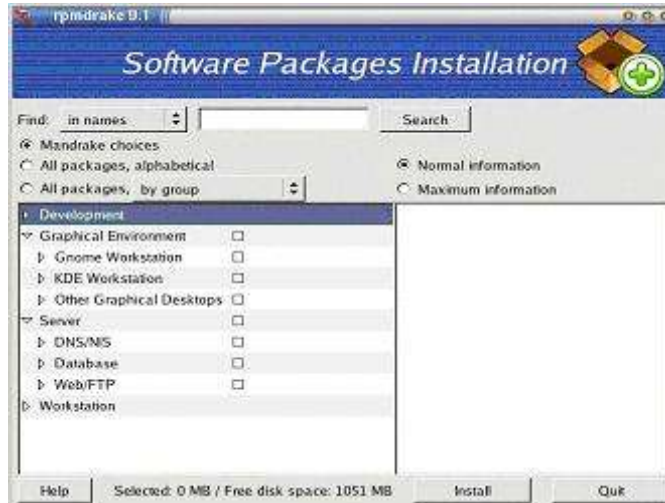 rpmdrake 9.1
Software Packages Installation
Find: in names Search
Mandrake choices
All packages, alphabetical
Normal information
All packages, by group
Maximum information
Development
Graphical Environment
Gnome Workstation
KDE Workstation
Other Graphical Desktops
Server
DNS/NIS
Database
Web/FTP
Workstation
Help Selected: 0 MB / Free disk space: 1051 MB Install Quit